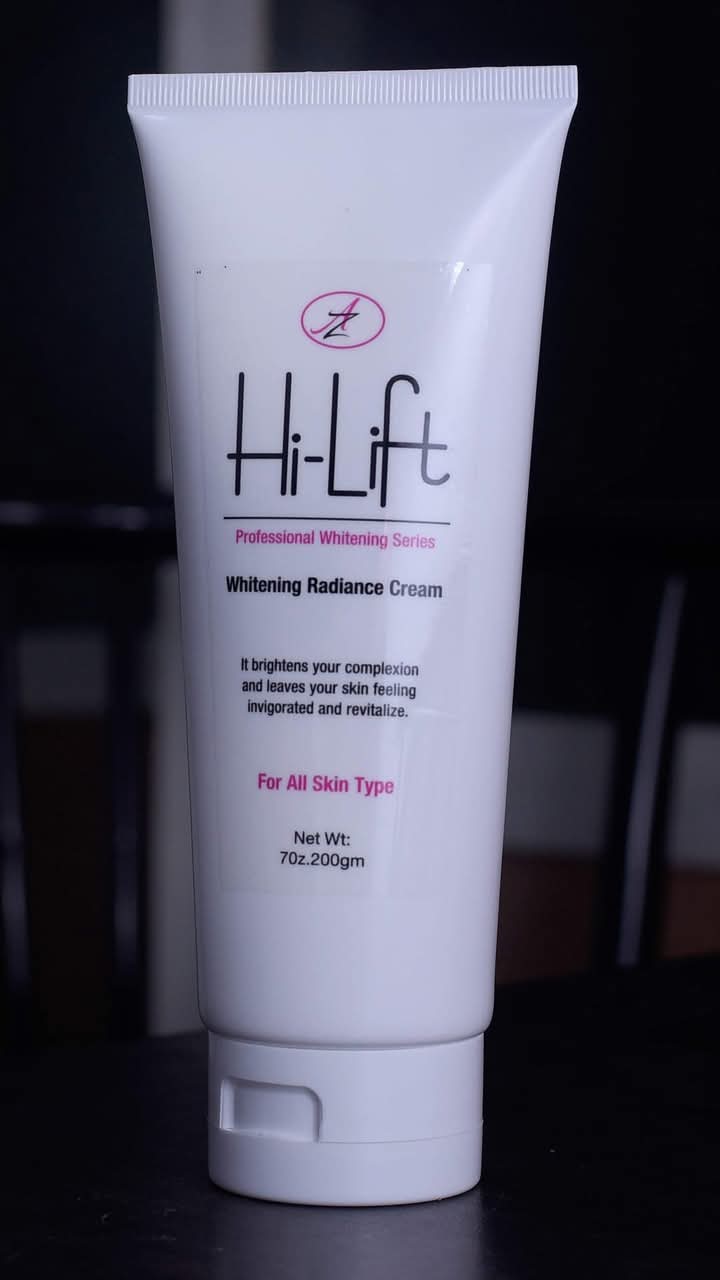 AZ
Hi-Lift
Professional Whitening Series
Whitening Radiance Cream
It brightens your complexion
and leaves your skin feeling
invigorated and revitalize.
For All Skin Type
Net Wt:
70z.200gm